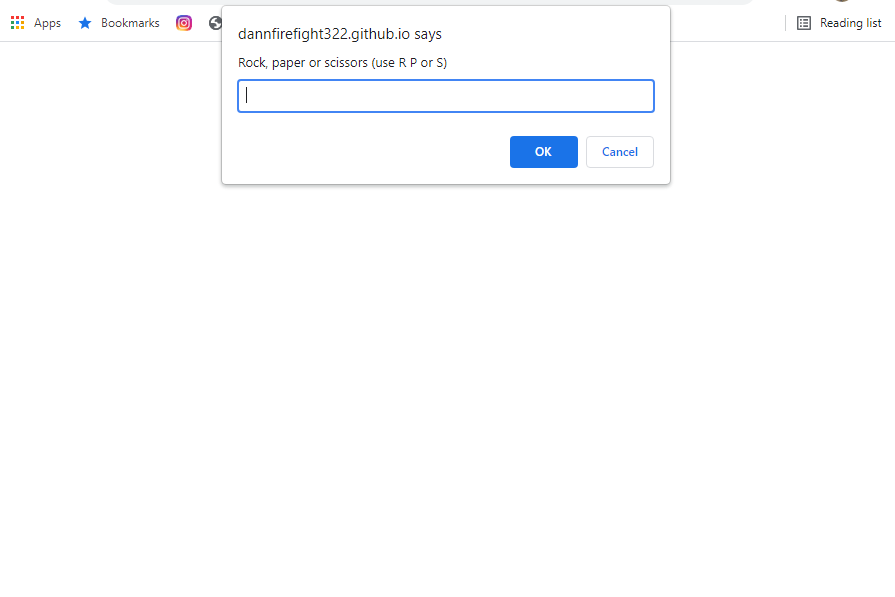 Apps Bookmarks Reading list
dannfirefight322.github.io says
Rock, paper or scissors (use R P or S)
OK Cancel